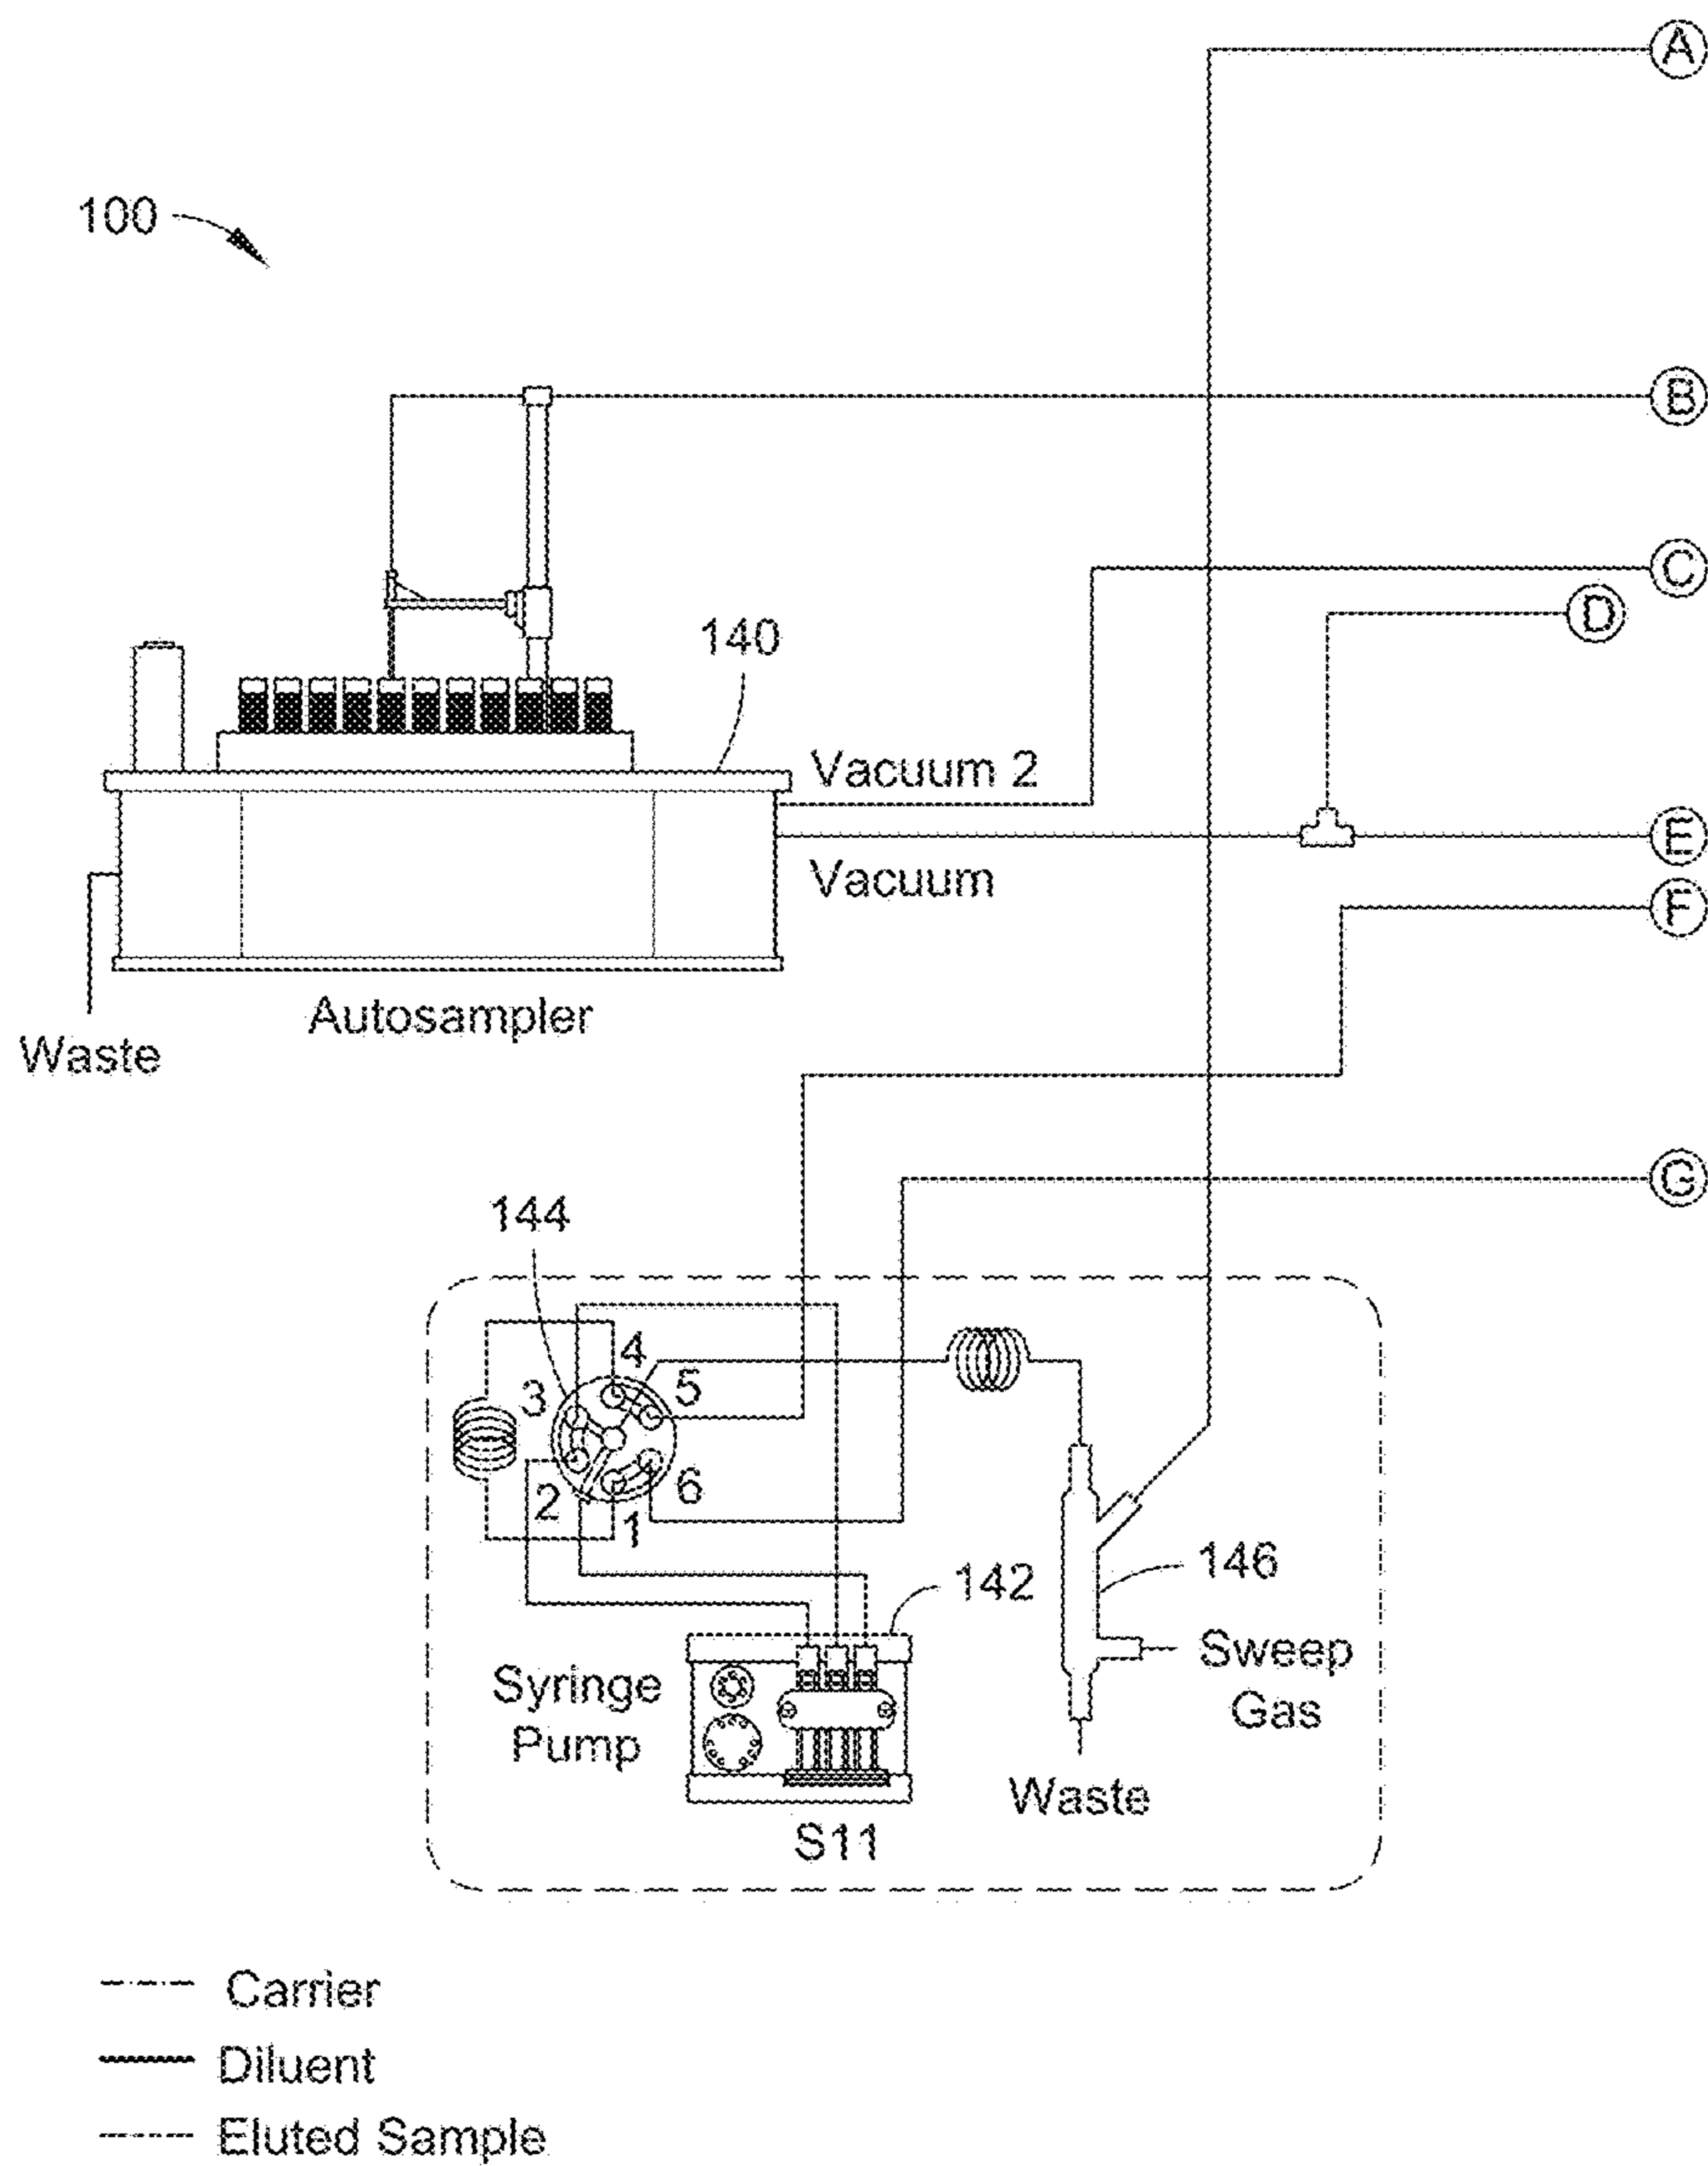 A
100
B
C
D
140
Vacuum 2
E
Vacuum
F
Autosampler
Waste
G
144
4
3
5
2
6
1
142
146
Syringe
Pump
Sweep
Gas
Waste
S11
Carrier
Diluent
Eluted Sample